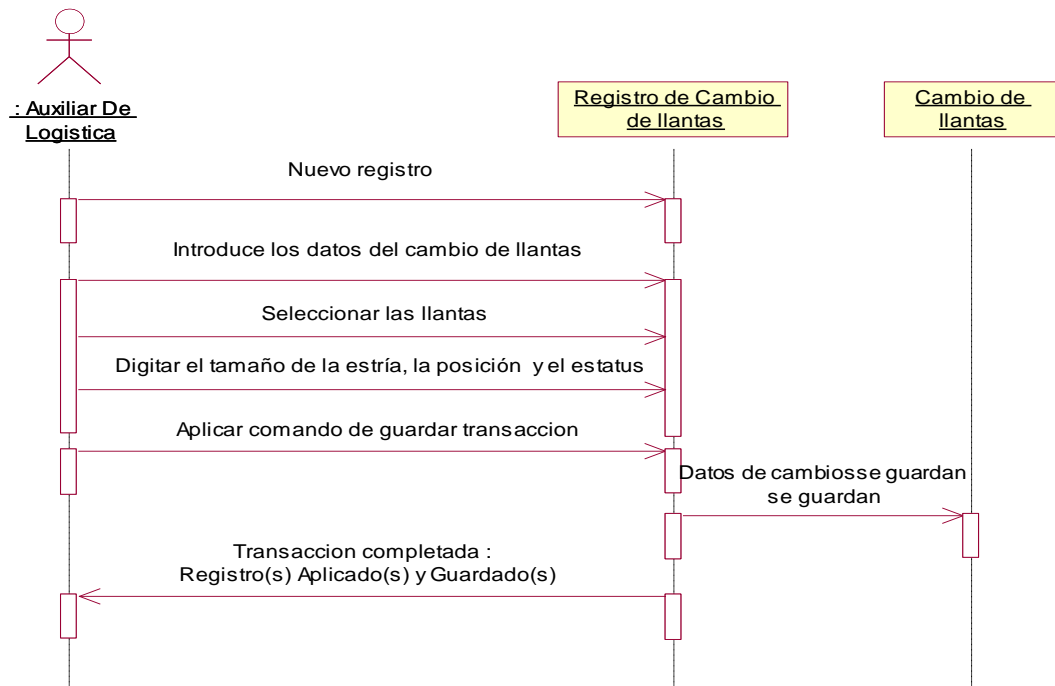 : Auxiliar De
Logistica
Registro de Cambio
de llantas
Cambio de
llantas
Nuevo registro
Introduce los datos del cambio de llantas
Seleccionar las llantas
Digitar el tamaño de la estría, la posición y el estatus
Aplicar comando de guardar transaccion
Datos de cambiosse guardan
se guardan
Transaccion completada :
Registro(s) Aplicado(s) y Guardado(s)